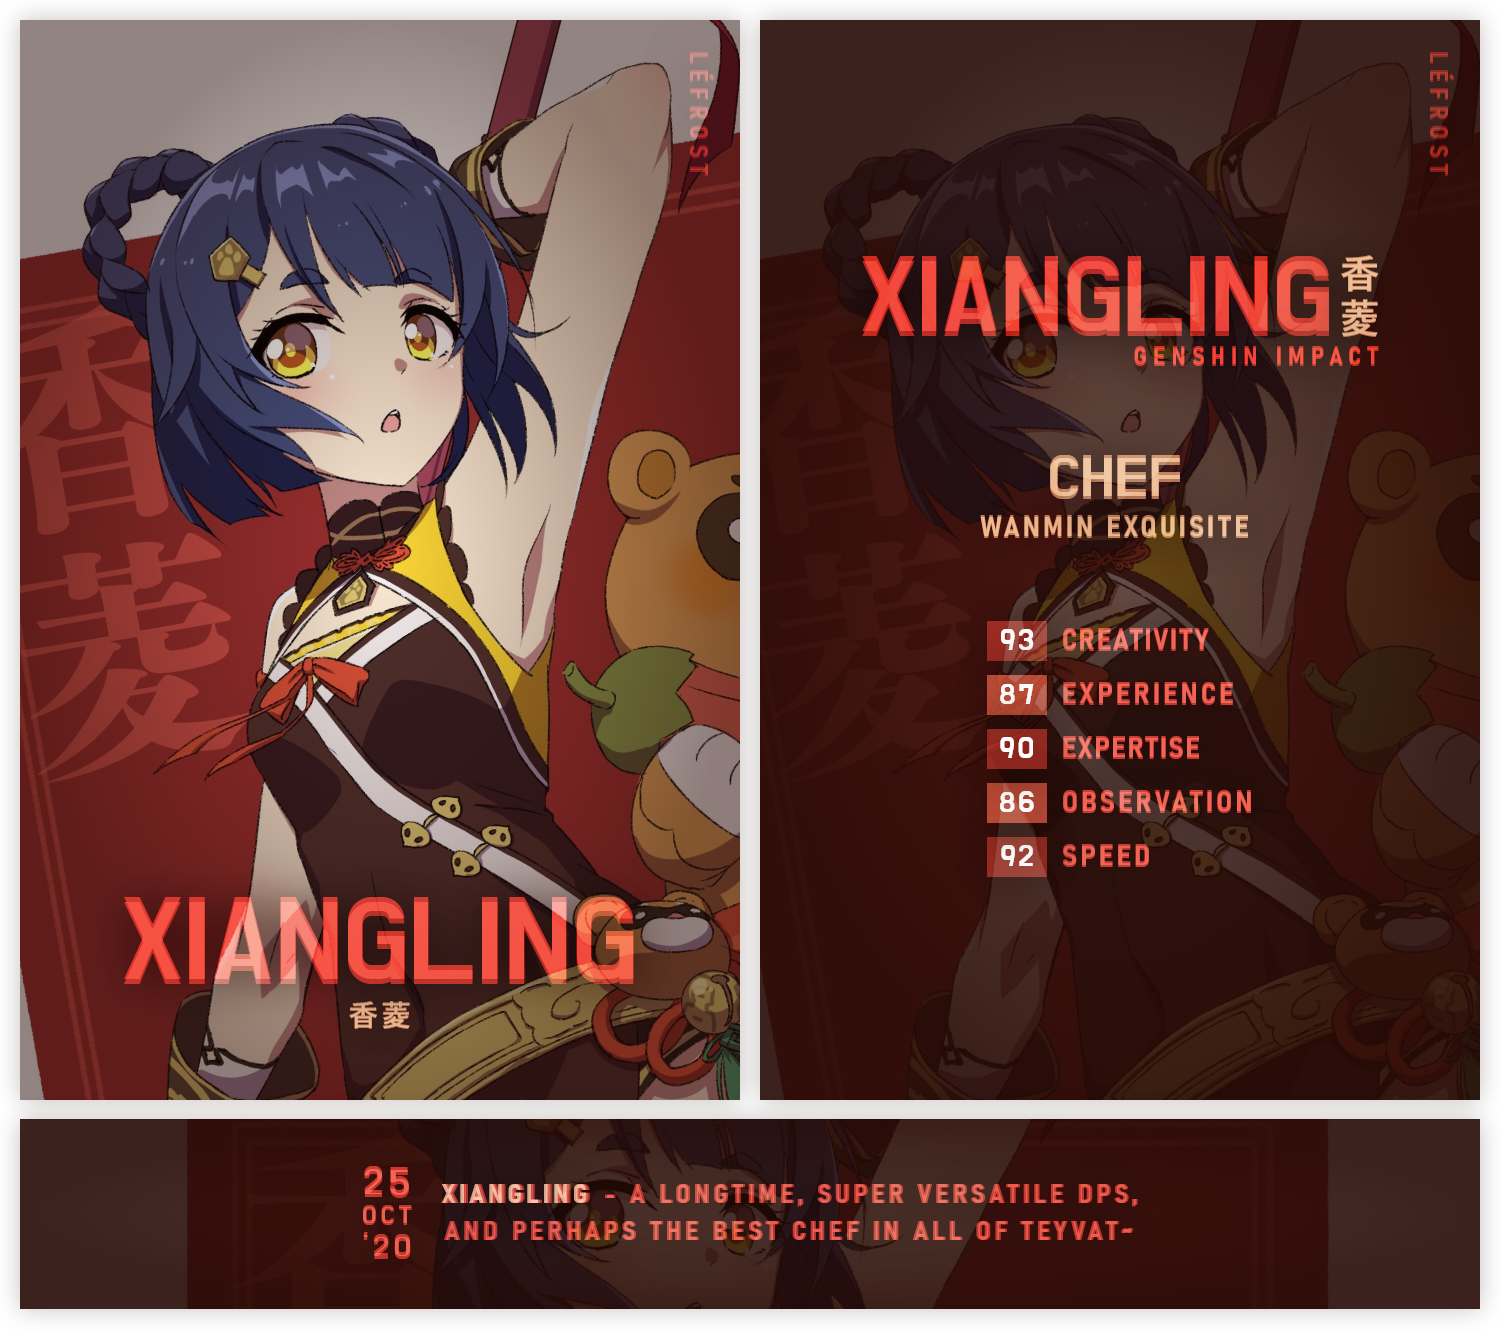 LÉFROST
香菱
XIANGLING
香菱
LÉFROST
XIANGLING 香菱
GENSHIN IMPACT
CHEF
WANMIN EXQUISITE
93 CREATIVITY
87 EXPERIENCE
90 EXPERTISE
86 OBSERVATION
92 SPEED
25
OCT
'20
XIANGLING - A LONGTIME, SUPER VERSATILE DPS,
AND PERHAPS THE BEST CHEF IN ALL OF TEYVAT~